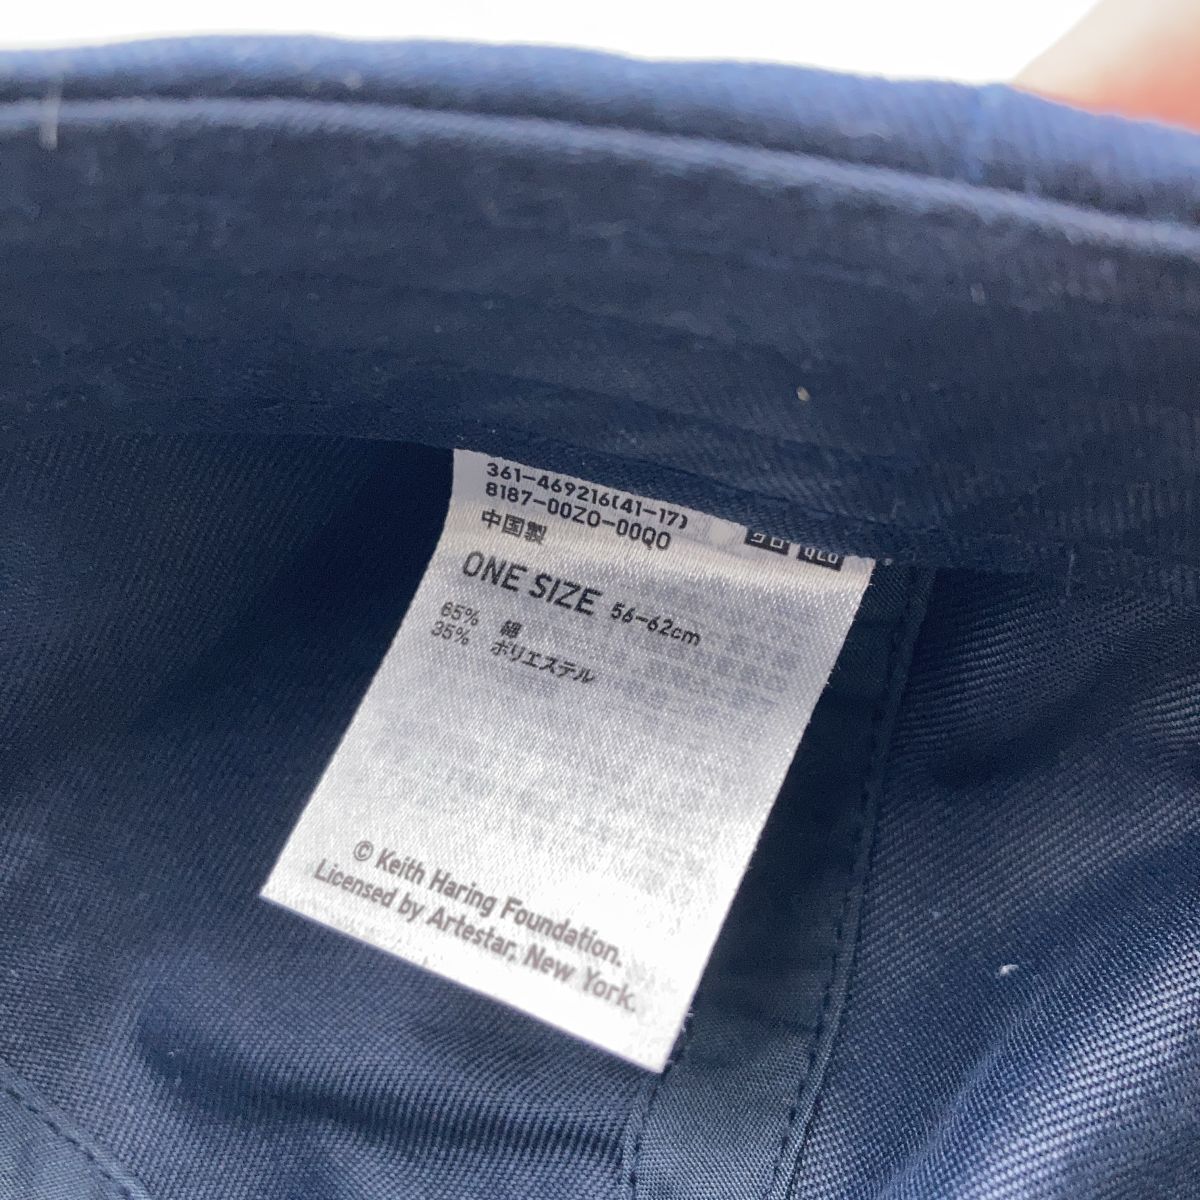 361-469216(41-17)
8187-00Z0-00Q0
中国製
ONE SIZE 56-62cm
65% 綿
35% ポリエステル
© Keith Haring Foundation.
Licensed by Artestar, New York.